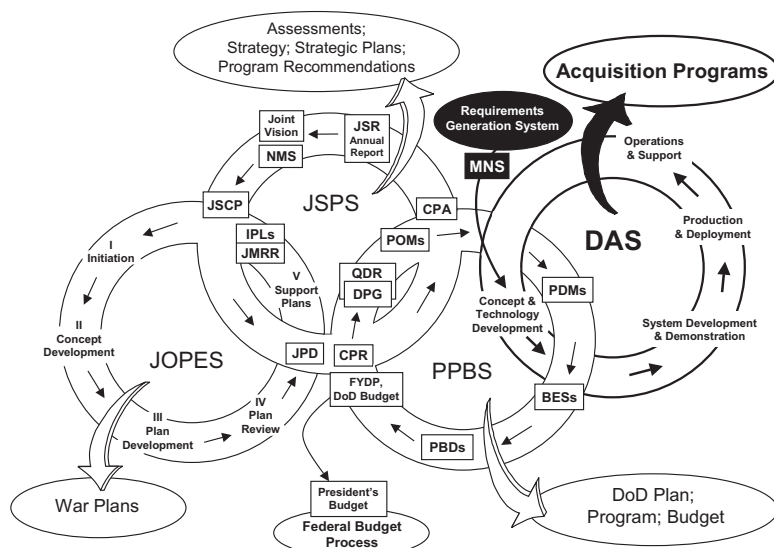 Assessments;
Strategy; Strategic Plans;
Program Recommendations
Acquisition Programs
Requirements
Generation System
MNS
Joint
Vision
JSR
Annual
Report
NMS
JSCP
JSPS
CPA
POMs
IPLs
JMRR
QDR
DPG
V
Support
Plans
I
Initiation
II
Concept
Development
JOPES
III
Plan
Development
IV
Plan
Review
JPD
CPR
FYDP,
DoD Budget
PPBS
PBDs
BESs
PDMs
Operations
& Support
DAS
Production
& Deployment
Concept &
Technology
Development
System Development
& Demonstration
War Plans
President's
Budget
Federal Budget
Process
DoD Plan;
Program; Budget